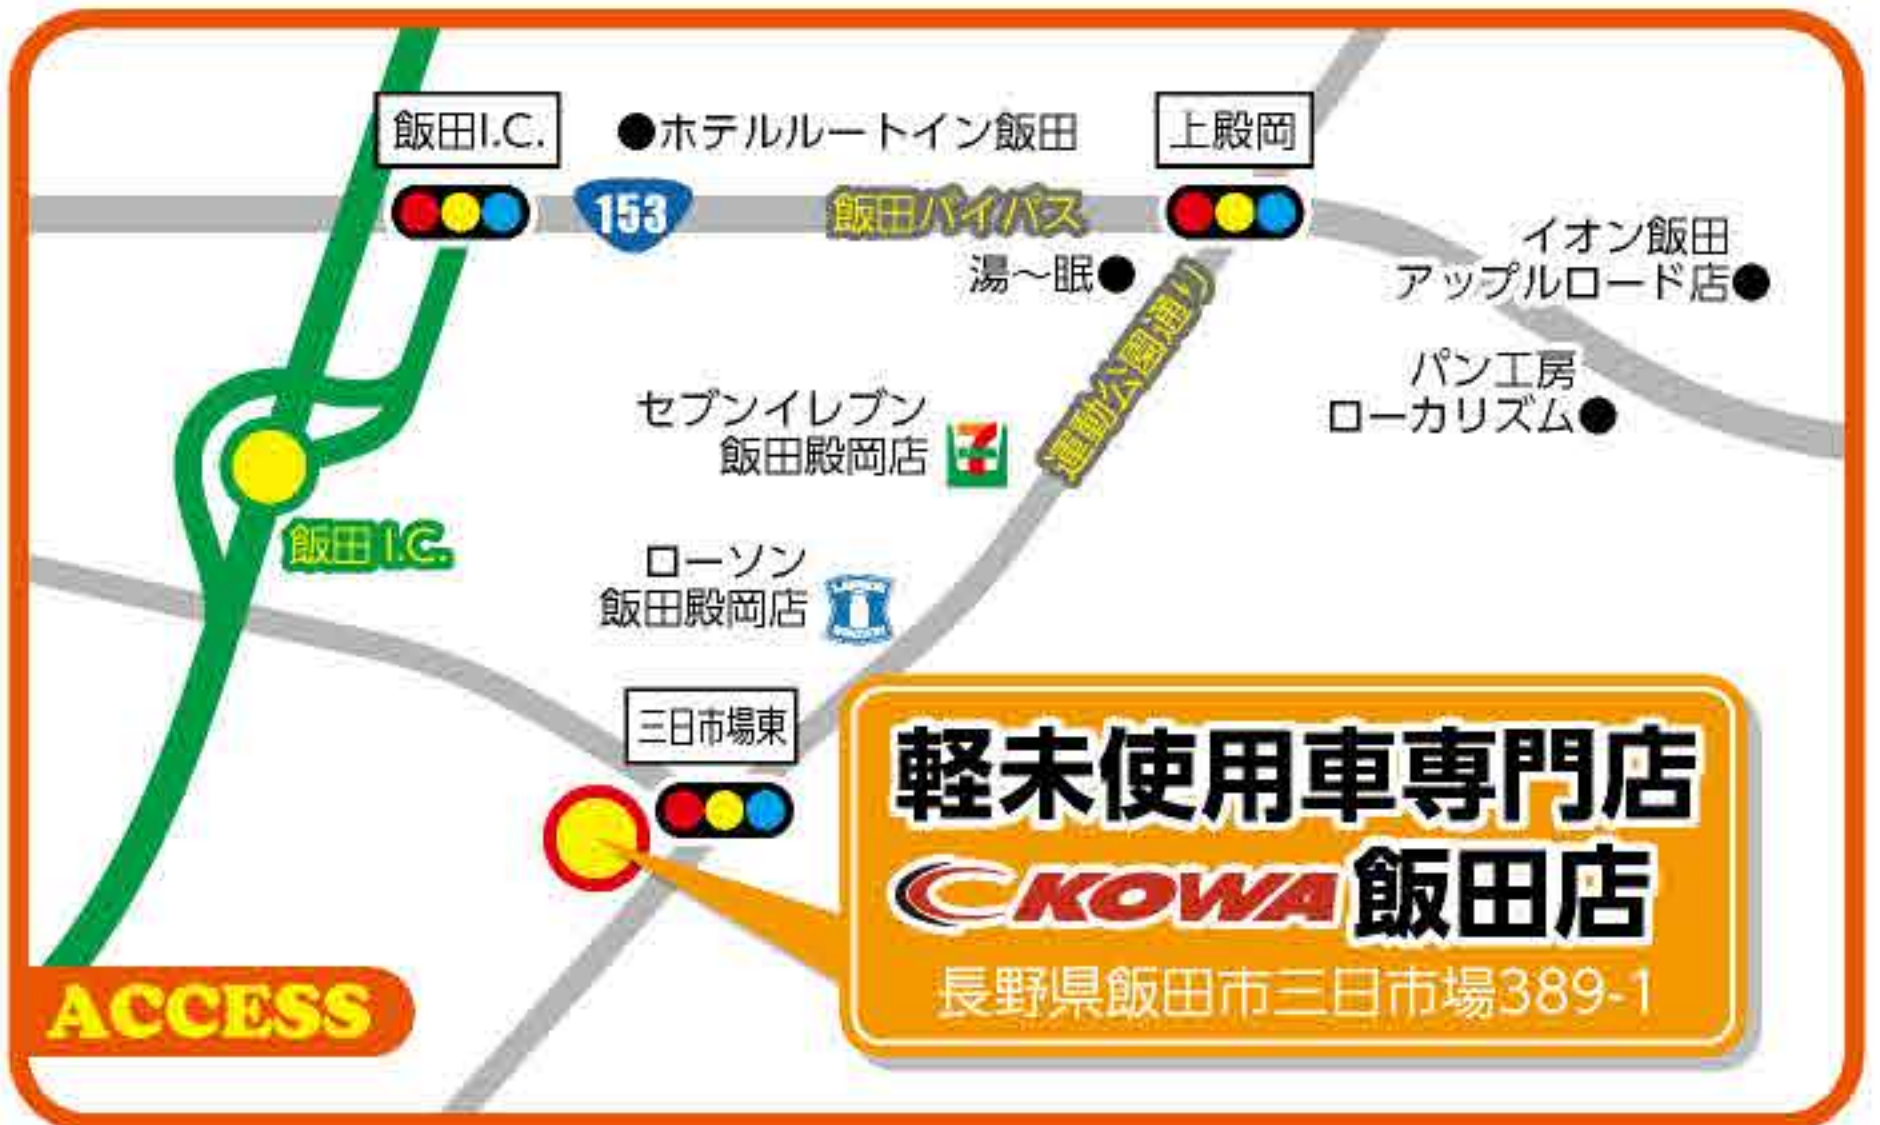 飯田I.C.
●ホテルルートイン飯田
上殿岡
153
飯田バイパス
湯～眠●
イオン飯田
アップルロード店●
運動公園通り
パン工房
ローカリズム●
セブンイレブン
飯田殿岡店
7
飯田I.C.
ローソン
飯田殿岡店
三日市場東
軽未使用車専門店
KOWA 飯田店
長野県飯田市三日市場389-1
ACCESS